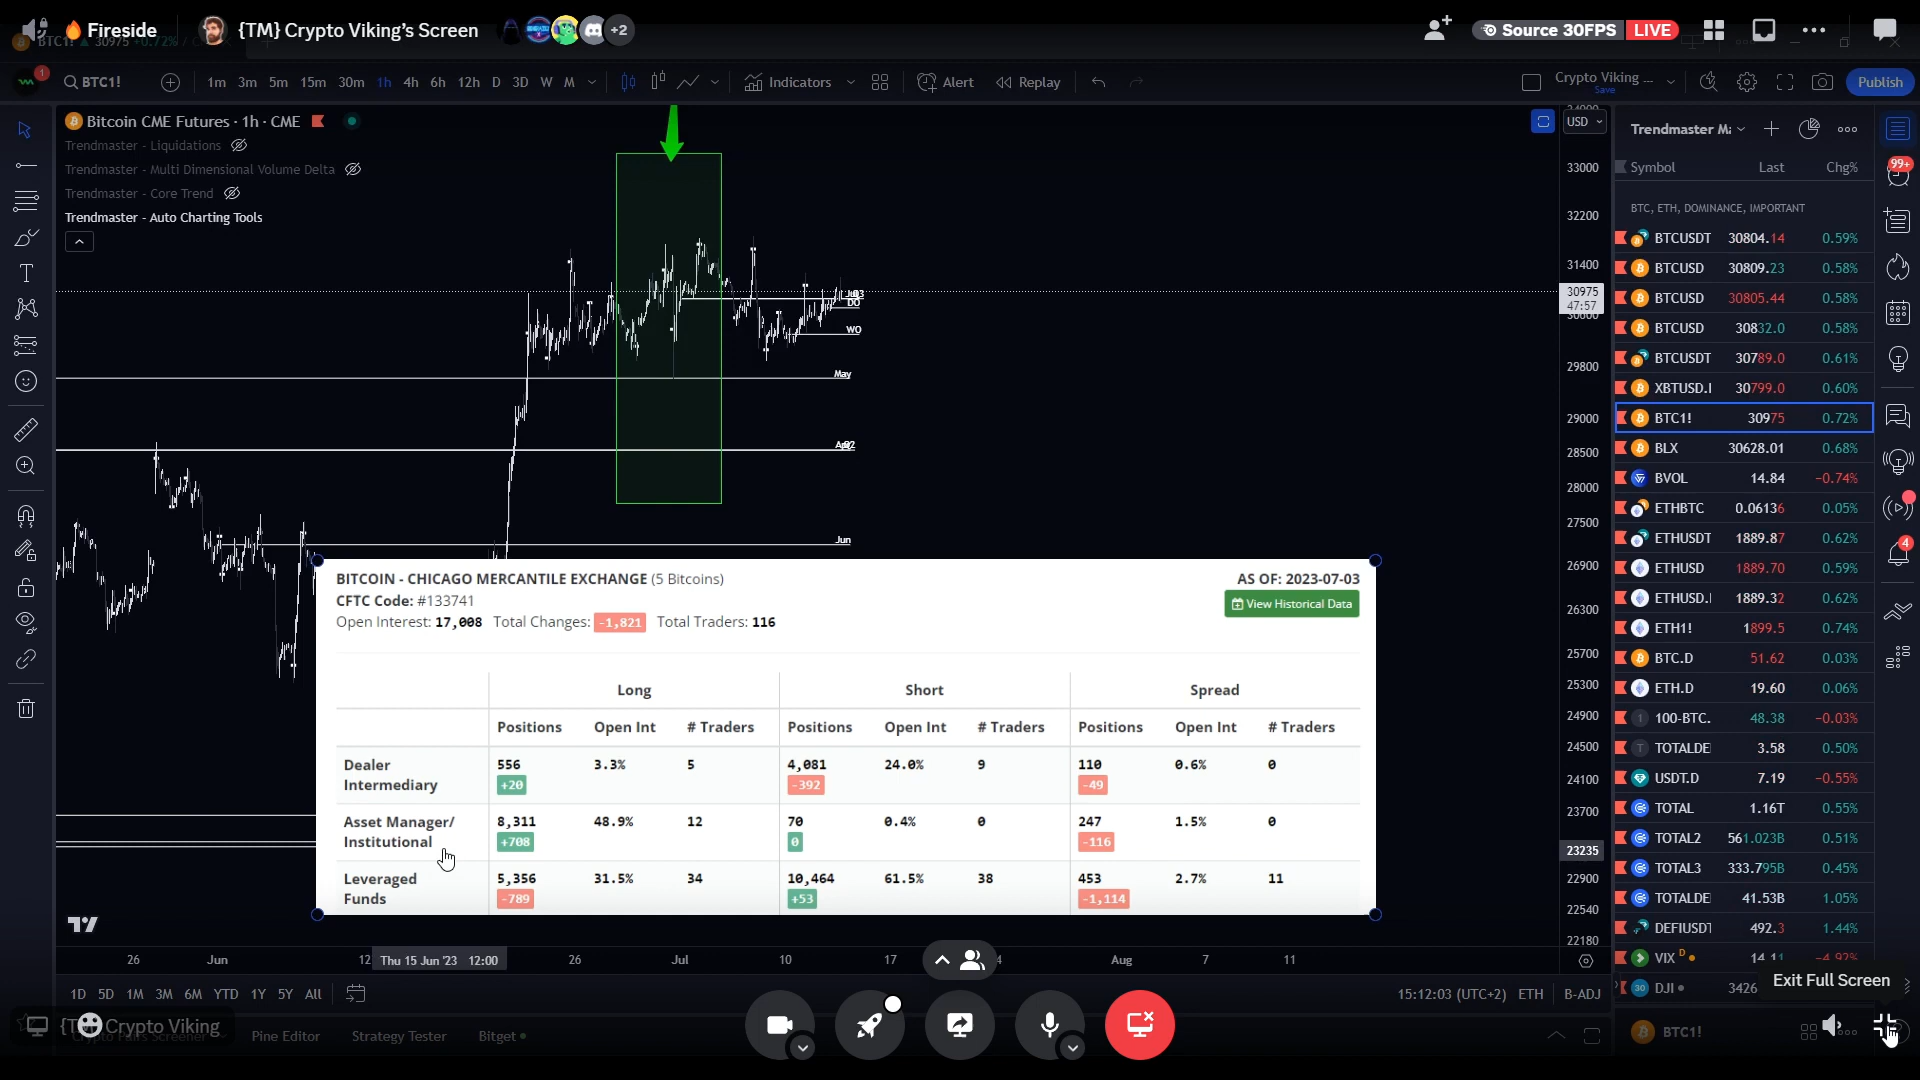 Fireside
{TM} Crypto Viking's Screen
+2
Source 30FPS
LIVE
BTC1! 30975 +0.72%
1
BTC1!
1m 3m 5m 15m 30m 1h 4h 6h 12h D 3D W M
Indicators
Alert
Replay
Crypto Viking ...
Save
Publish
Bitcoin CME Futures · 1h · CME
Trendmaster - Liquidations
Trendmaster - Multi Dimensional Volume Delta
Trendmaster - Core Trend
Trendmaster - Auto Charting Tools
DO
WO
May
Jun
USD
34000
33000
32200
31400
30975
47:57
30600
29800
29000
28500
28000
27500
26900
26300
25700
25300
24900
24500
24100
23700
23235
22900
22540
22180
BITCOIN - CHICAGO MERCANTILE EXCHANGE (5 Bitcoins)
AS OF: 2023-07-03
CFTC Code: #133741
View Historical Data
Open Interest: 17,008 Total Changes: -1,821 Total Traders: 116
Long Short Spread
Positions Open Int # Traders Positions Open Int # Traders Positions Open Int # Traders
Dealer Intermediary 556 3.3% 5 4,081 24.0% 9 110 0.6% 0
+20 -392 -49
Asset Manager/ Institutional 8,311 48.9% 12 70 0.4% 0 247 1.5% 0
+708 0 -116
Leveraged Funds 5,356 31.5% 34 10,464 61.5% 38 453 2.7% 11
-789 +53 -1,114
26 Jun 12 Thu 15 Jun '23 12:00 26 Jul 10 17 4 Aug 7 11
1D 5D 1M 3M 6M YTD 1Y 5Y All
15:12:03 (UTC+2) ETH B-ADJ
{TM} Crypto Viking
Pine Editor
Strategy Tester
Bitget
Trendmaster
Symbol Last Chg%
BTC, ETH, DOMINANCE, IMPORTANT
BTCUSDT 30804.14 0.59%
BTCUSD 30809.23 0.58%
BTCUSD 30805.44 0.58%
BTCUSD 30832.0 0.58%
BTCUSDT 30789.0 0.61%
XBTUSD.I 30799.0 0.60%
BTC1! 30975 0.72%
BLX 30628.01 0.68%
BVOL 14.84 −0.74%
ETHBTC 0.06136 0.05%
ETHUSDT 1889.87 0.62%
ETHUSD 1889.70 0.59%
ETHUSD.I 1889.32 0.62%
ETH1! 1899.5 0.74%
BTC.D 51.62 0.03%
ETH.D 19.60 0.06%
100-BTC. 48.38 −0.03%
TOTALDE 3.58 0.50%
USDT.D 7.19 −0.55%
TOTAL 1.16T 0.55%
TOTAL2 561.023B 0.51%
TOTAL3 333.795B 0.45%
TOTALDE 41.53B 1.05%
DEFIUSDT 492.3 1.44%
VIX D 14.11 −4.92%
DJI 3426
Exit Full Screen
BTC1!
99+
4